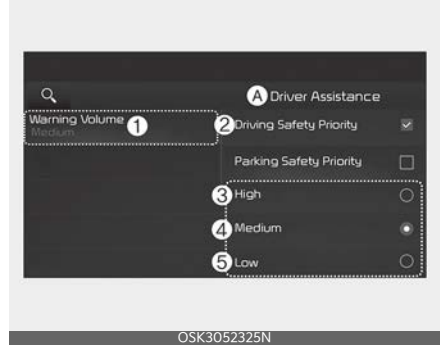 A Driver Assistance
Warning Volume
Medium
1
2 Driving Safety Priority
Parking Safety Priority
3 High
4 Medium
5 Low
OSK3052325N